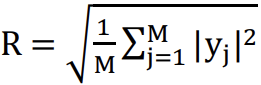 R = √(1/M ∑_{j=1}^{M} |y_j|²)